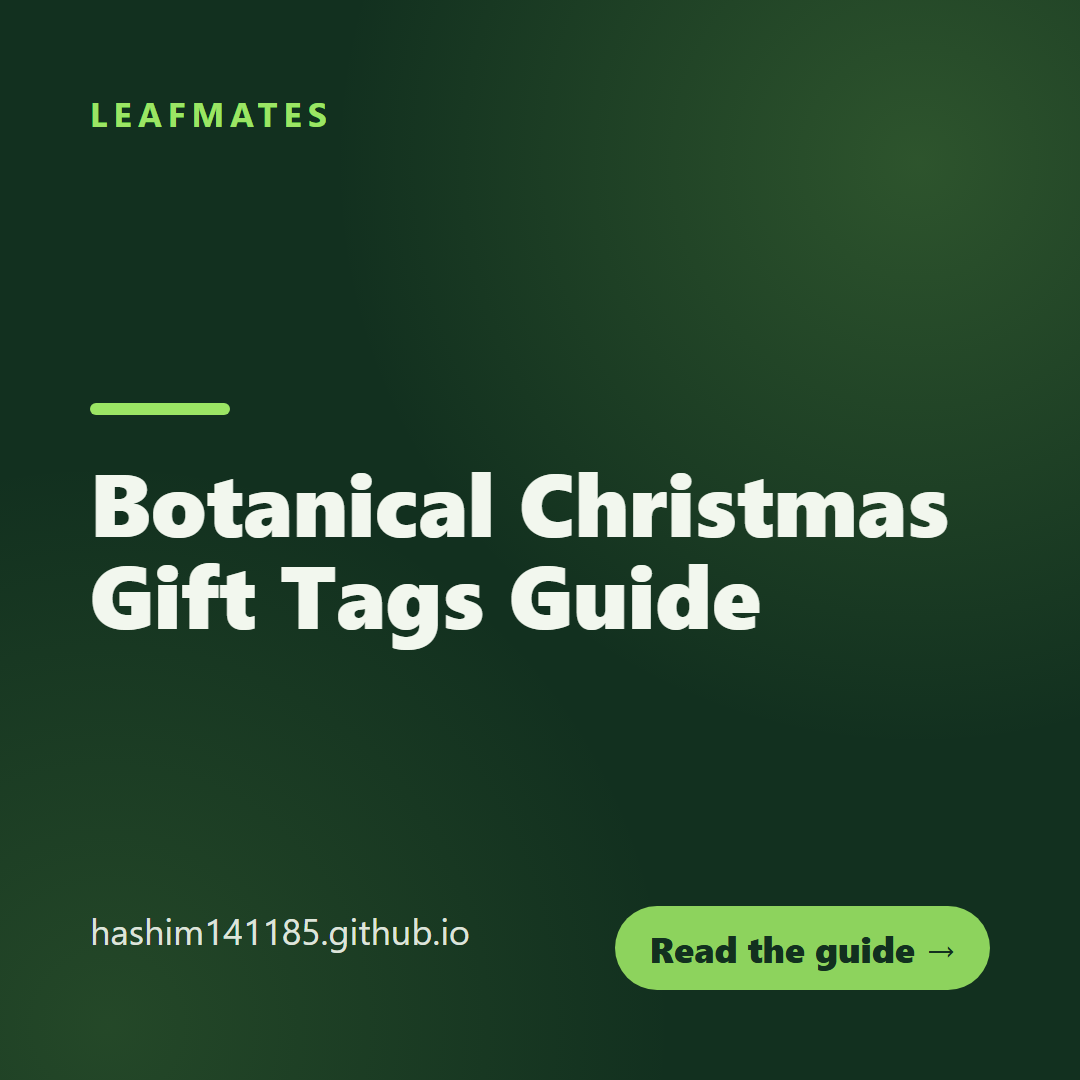 LEAFMATES
Botanical Christmas
Gift Tags Guide
hashim141185.github.io
Read the guide →